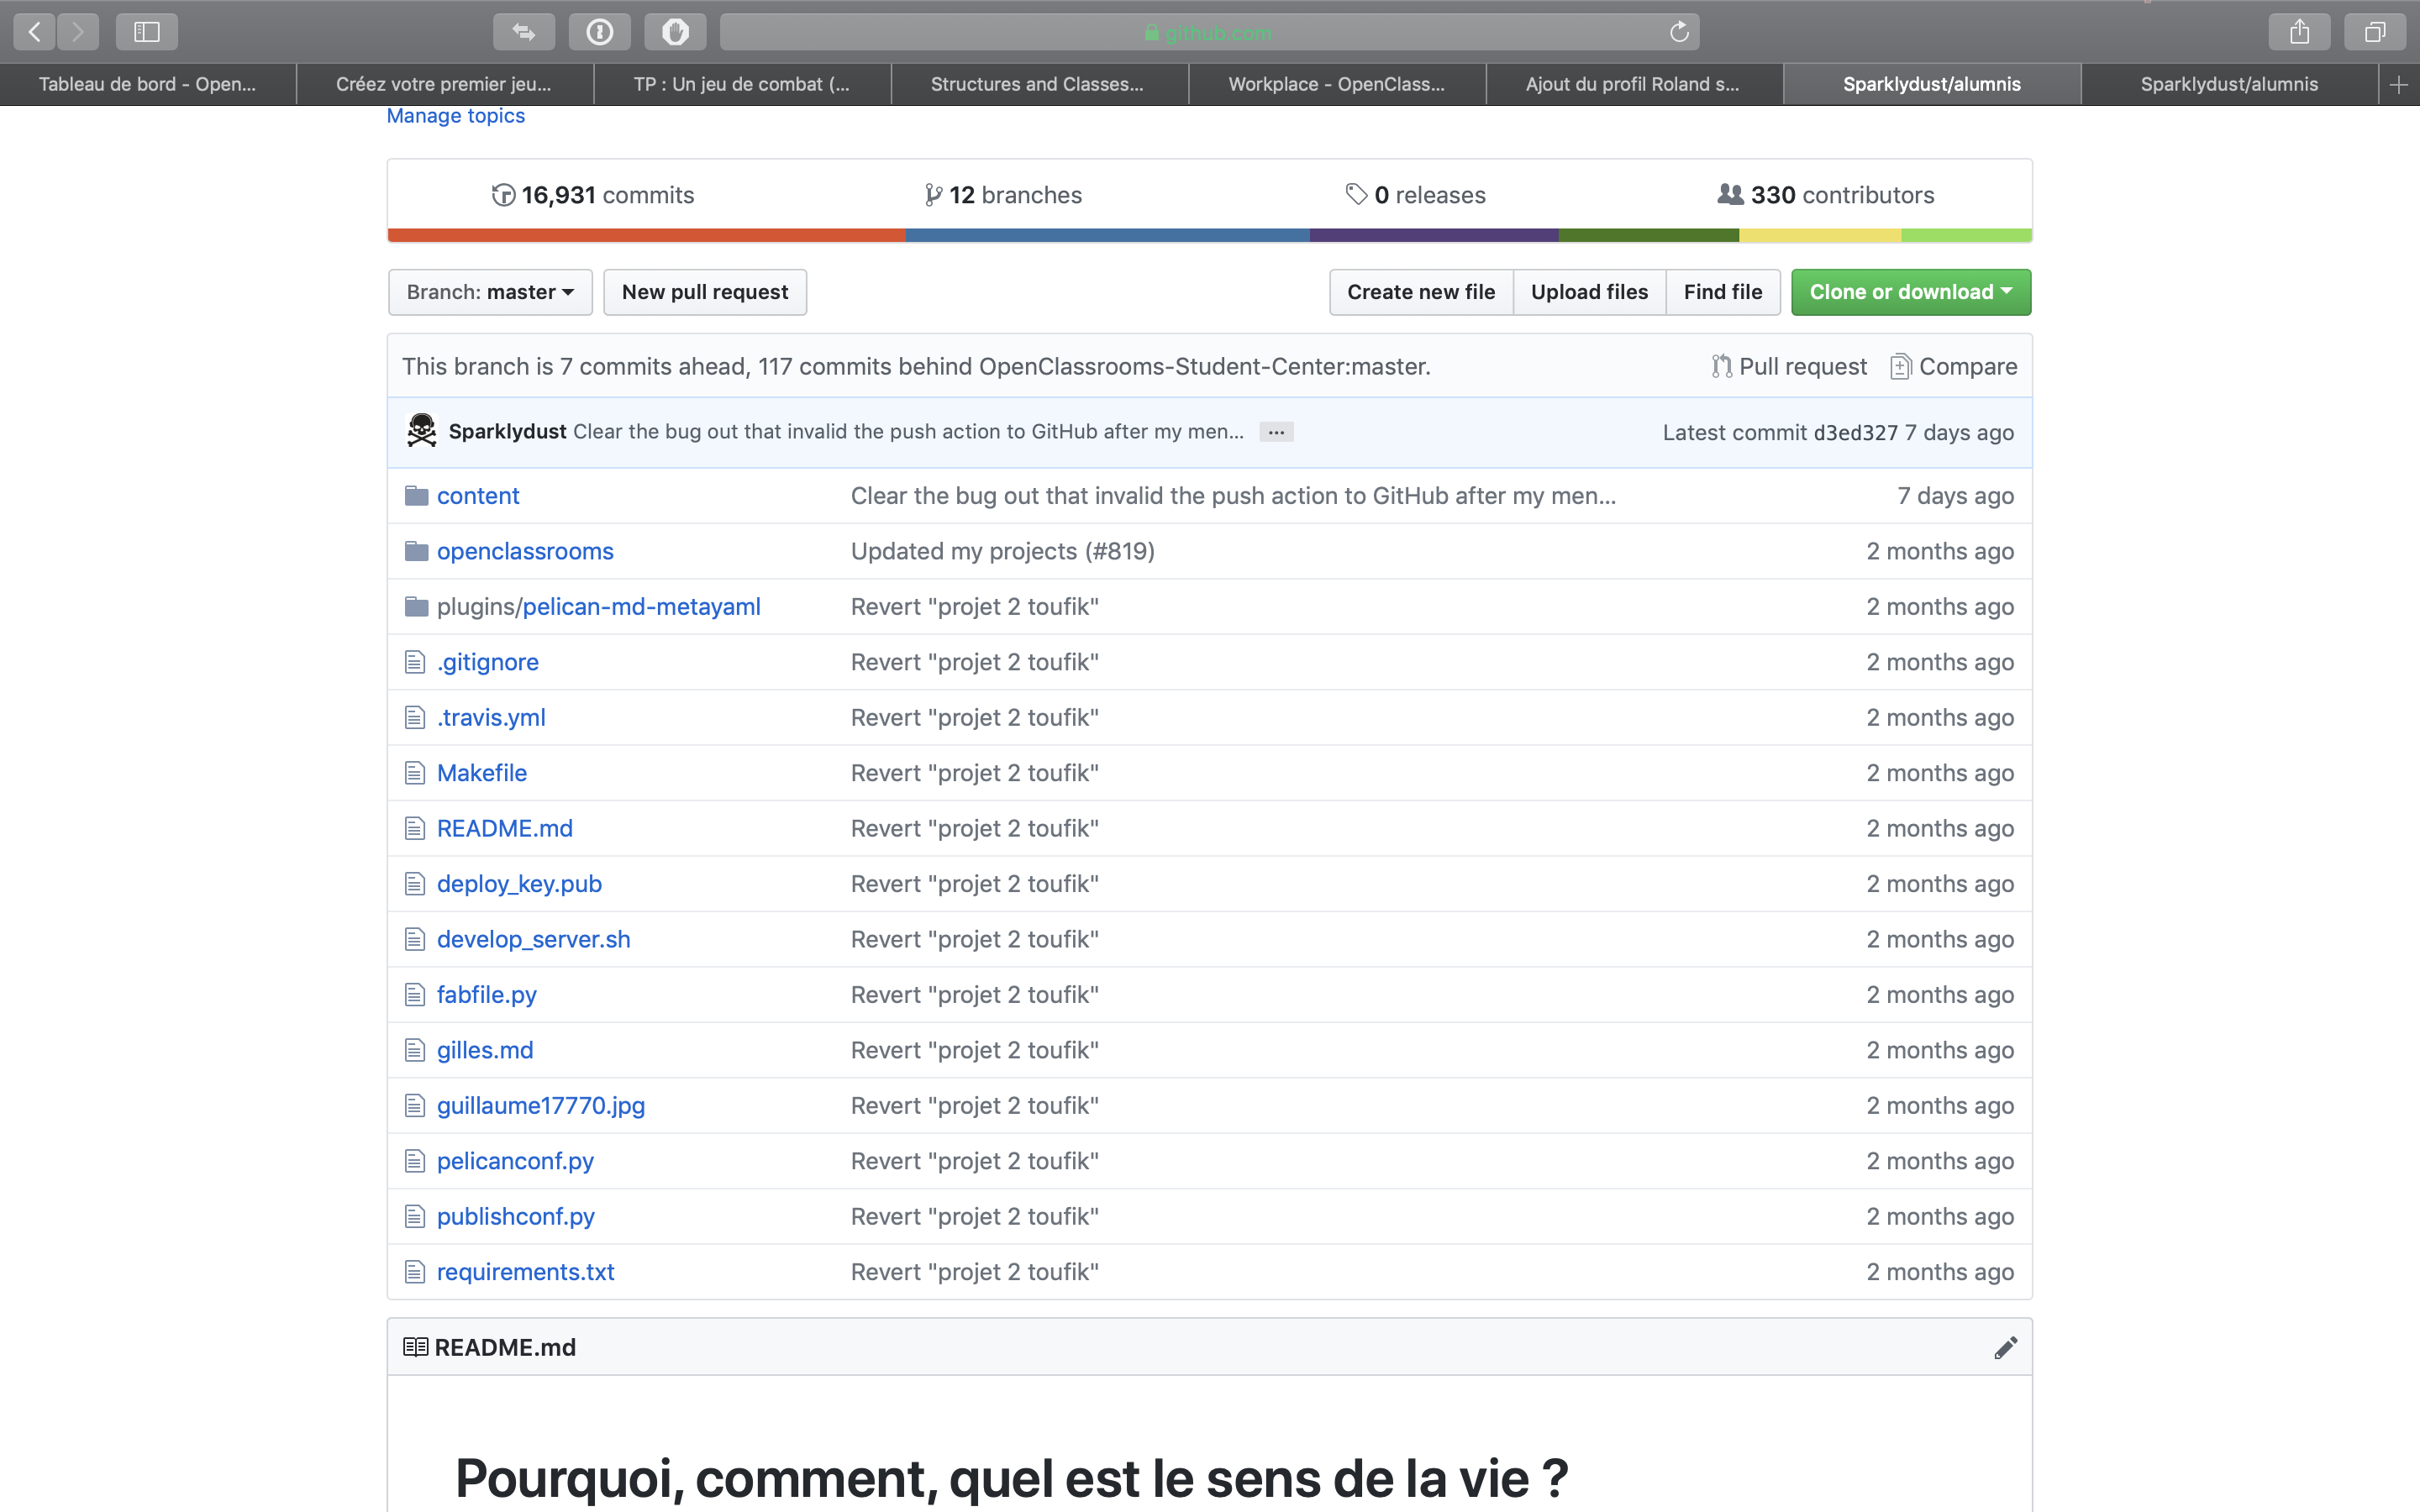 github.com
Tableau de bord - Open...
Créez votre premier jeu...
TP : Un jeu de combat (...
Structures and Classes...
Workplace - OpenClass...
Ajout du profil Roland s...
Sparklydust/alumnis
Sparklydust/alumnis
Manage topics
16,931 commits
12 branches
0 releases
330 contributors
Branch: master
New pull request
Create new file
Upload files
Find file
Clone or download
This branch is 7 commits ahead, 117 commits behind OpenClassrooms-Student-Center:master.
Pull request
Compare
Sparklydust Clear the bug out that invalid the push action to GitHub after my men... ...
Latest commit d3ed327 7 days ago
content Clear the bug out that invalid the push action to GitHub after my men... 7 days ago
openclassrooms Updated my projects (#819) 2 months ago
plugins/pelican-md-metayaml Revert "projet 2 toufik" 2 months ago
.gitignore Revert "projet 2 toufik" 2 months ago
.travis.yml Revert "projet 2 toufik" 2 months ago
Makefile Revert "projet 2 toufik" 2 months ago
README.md Revert "projet 2 toufik" 2 months ago
deploy_key.pub Revert "projet 2 toufik" 2 months ago
develop_server.sh Revert "projet 2 toufik" 2 months ago
fabfile.py Revert "projet 2 toufik" 2 months ago
gilles.md Revert "projet 2 toufik" 2 months ago
guillaume17770.jpg Revert "projet 2 toufik" 2 months ago
pelicanconf.py Revert "projet 2 toufik" 2 months ago
publishconf.py Revert "projet 2 toufik" 2 months ago
requirements.txt Revert "projet 2 toufik" 2 months ago
README.md
Pourquoi, comment, quel est le sens de la vie ?